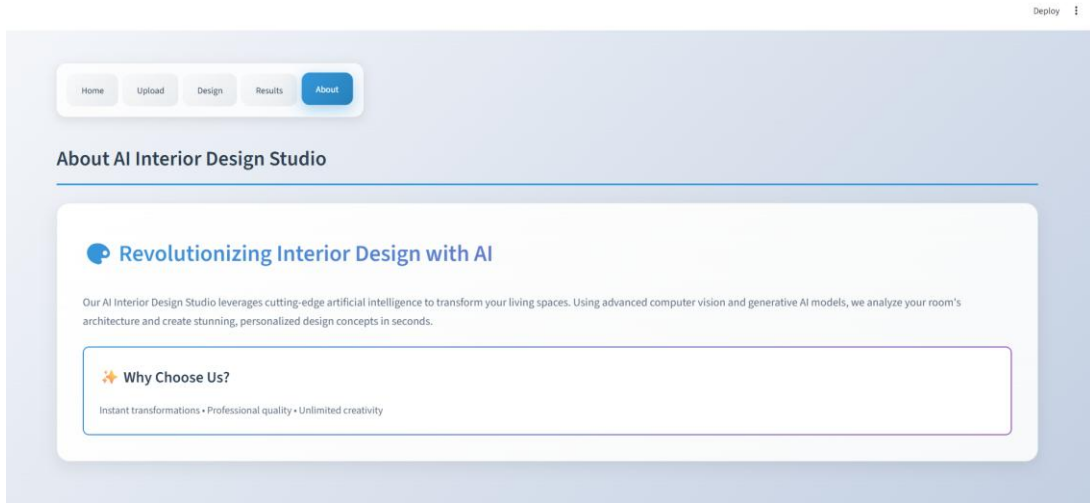 Deploy
Home Upload Design Results About
About AI Interior Design Studio
Revolutionizing Interior Design with AI
Our AI Interior Design Studio leverages cutting-edge artificial intelligence to transform your living spaces. Using advanced computer vision and generative AI models, we analyze your room's
architecture and create stunning, personalized design concepts in seconds.
✨ Why Choose Us?
Instant transformations • Professional quality • Unlimited creativity